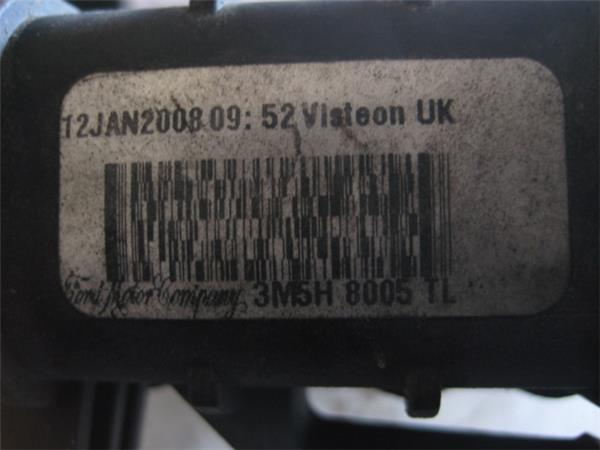 12JAN2008 09: 52 Visteon UK
Ford Motor Company 3M5H 8005 TL